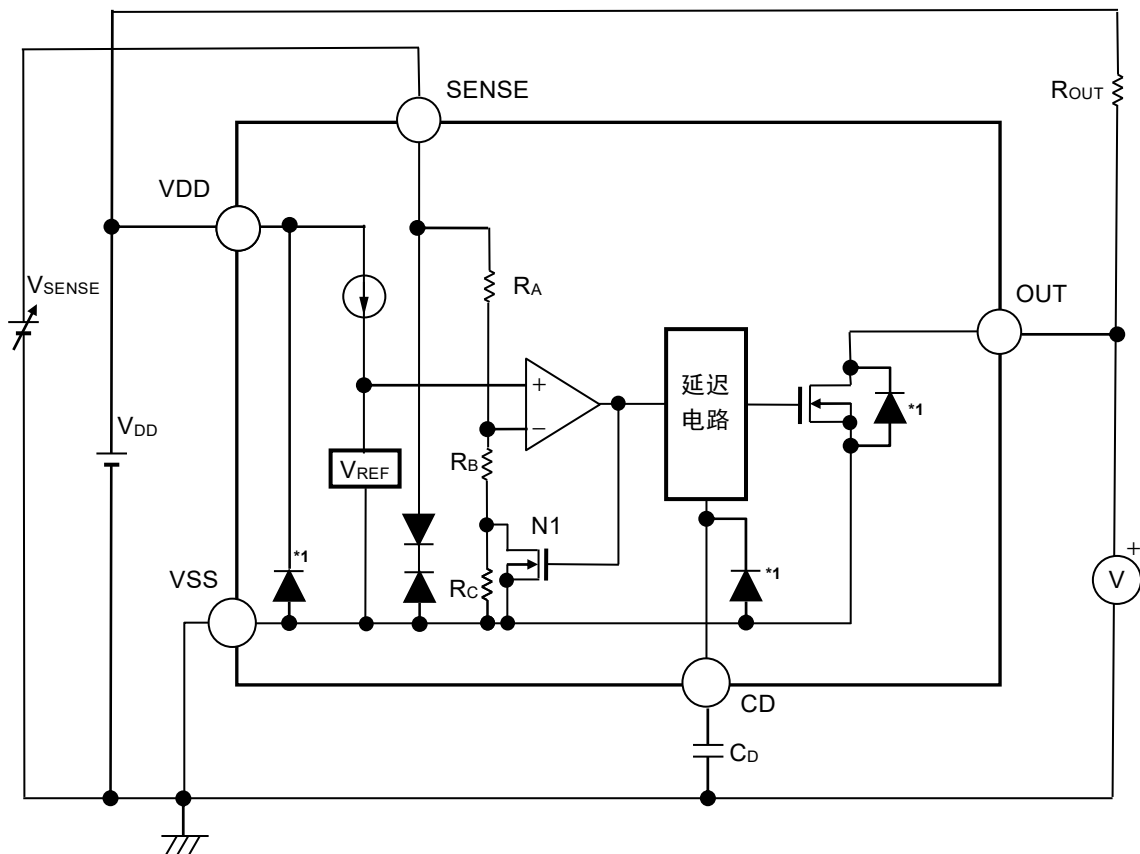 SENSE
ROUT
VDD
VSENSE
RA
OUT
+
延迟
电路
*1
−
VDD
RB
VREF
N1
*1
*1
VSS
RC
+
V
CD
CD